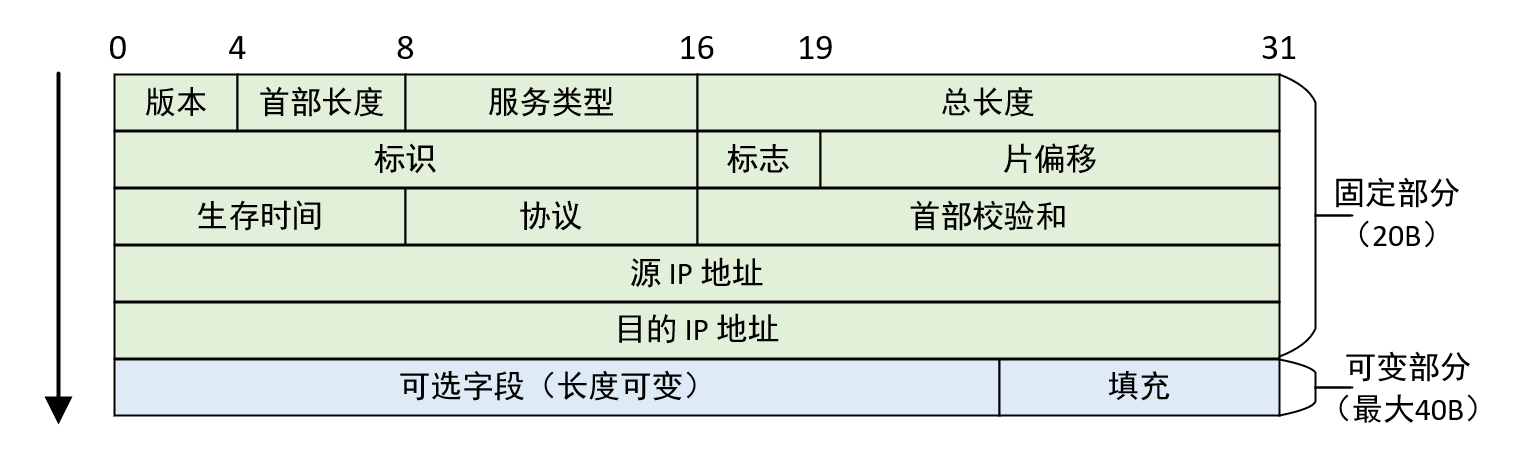 0 4 8 16 19 31
版本 首部长度 服务类型 总长度
标识 标志 片偏移
生存时间 协议 首部校验和
源 IP 地址
目的 IP 地址
可选字段（长度可变） 填充
固定部分
（20B）
可变部分
（最大40B）